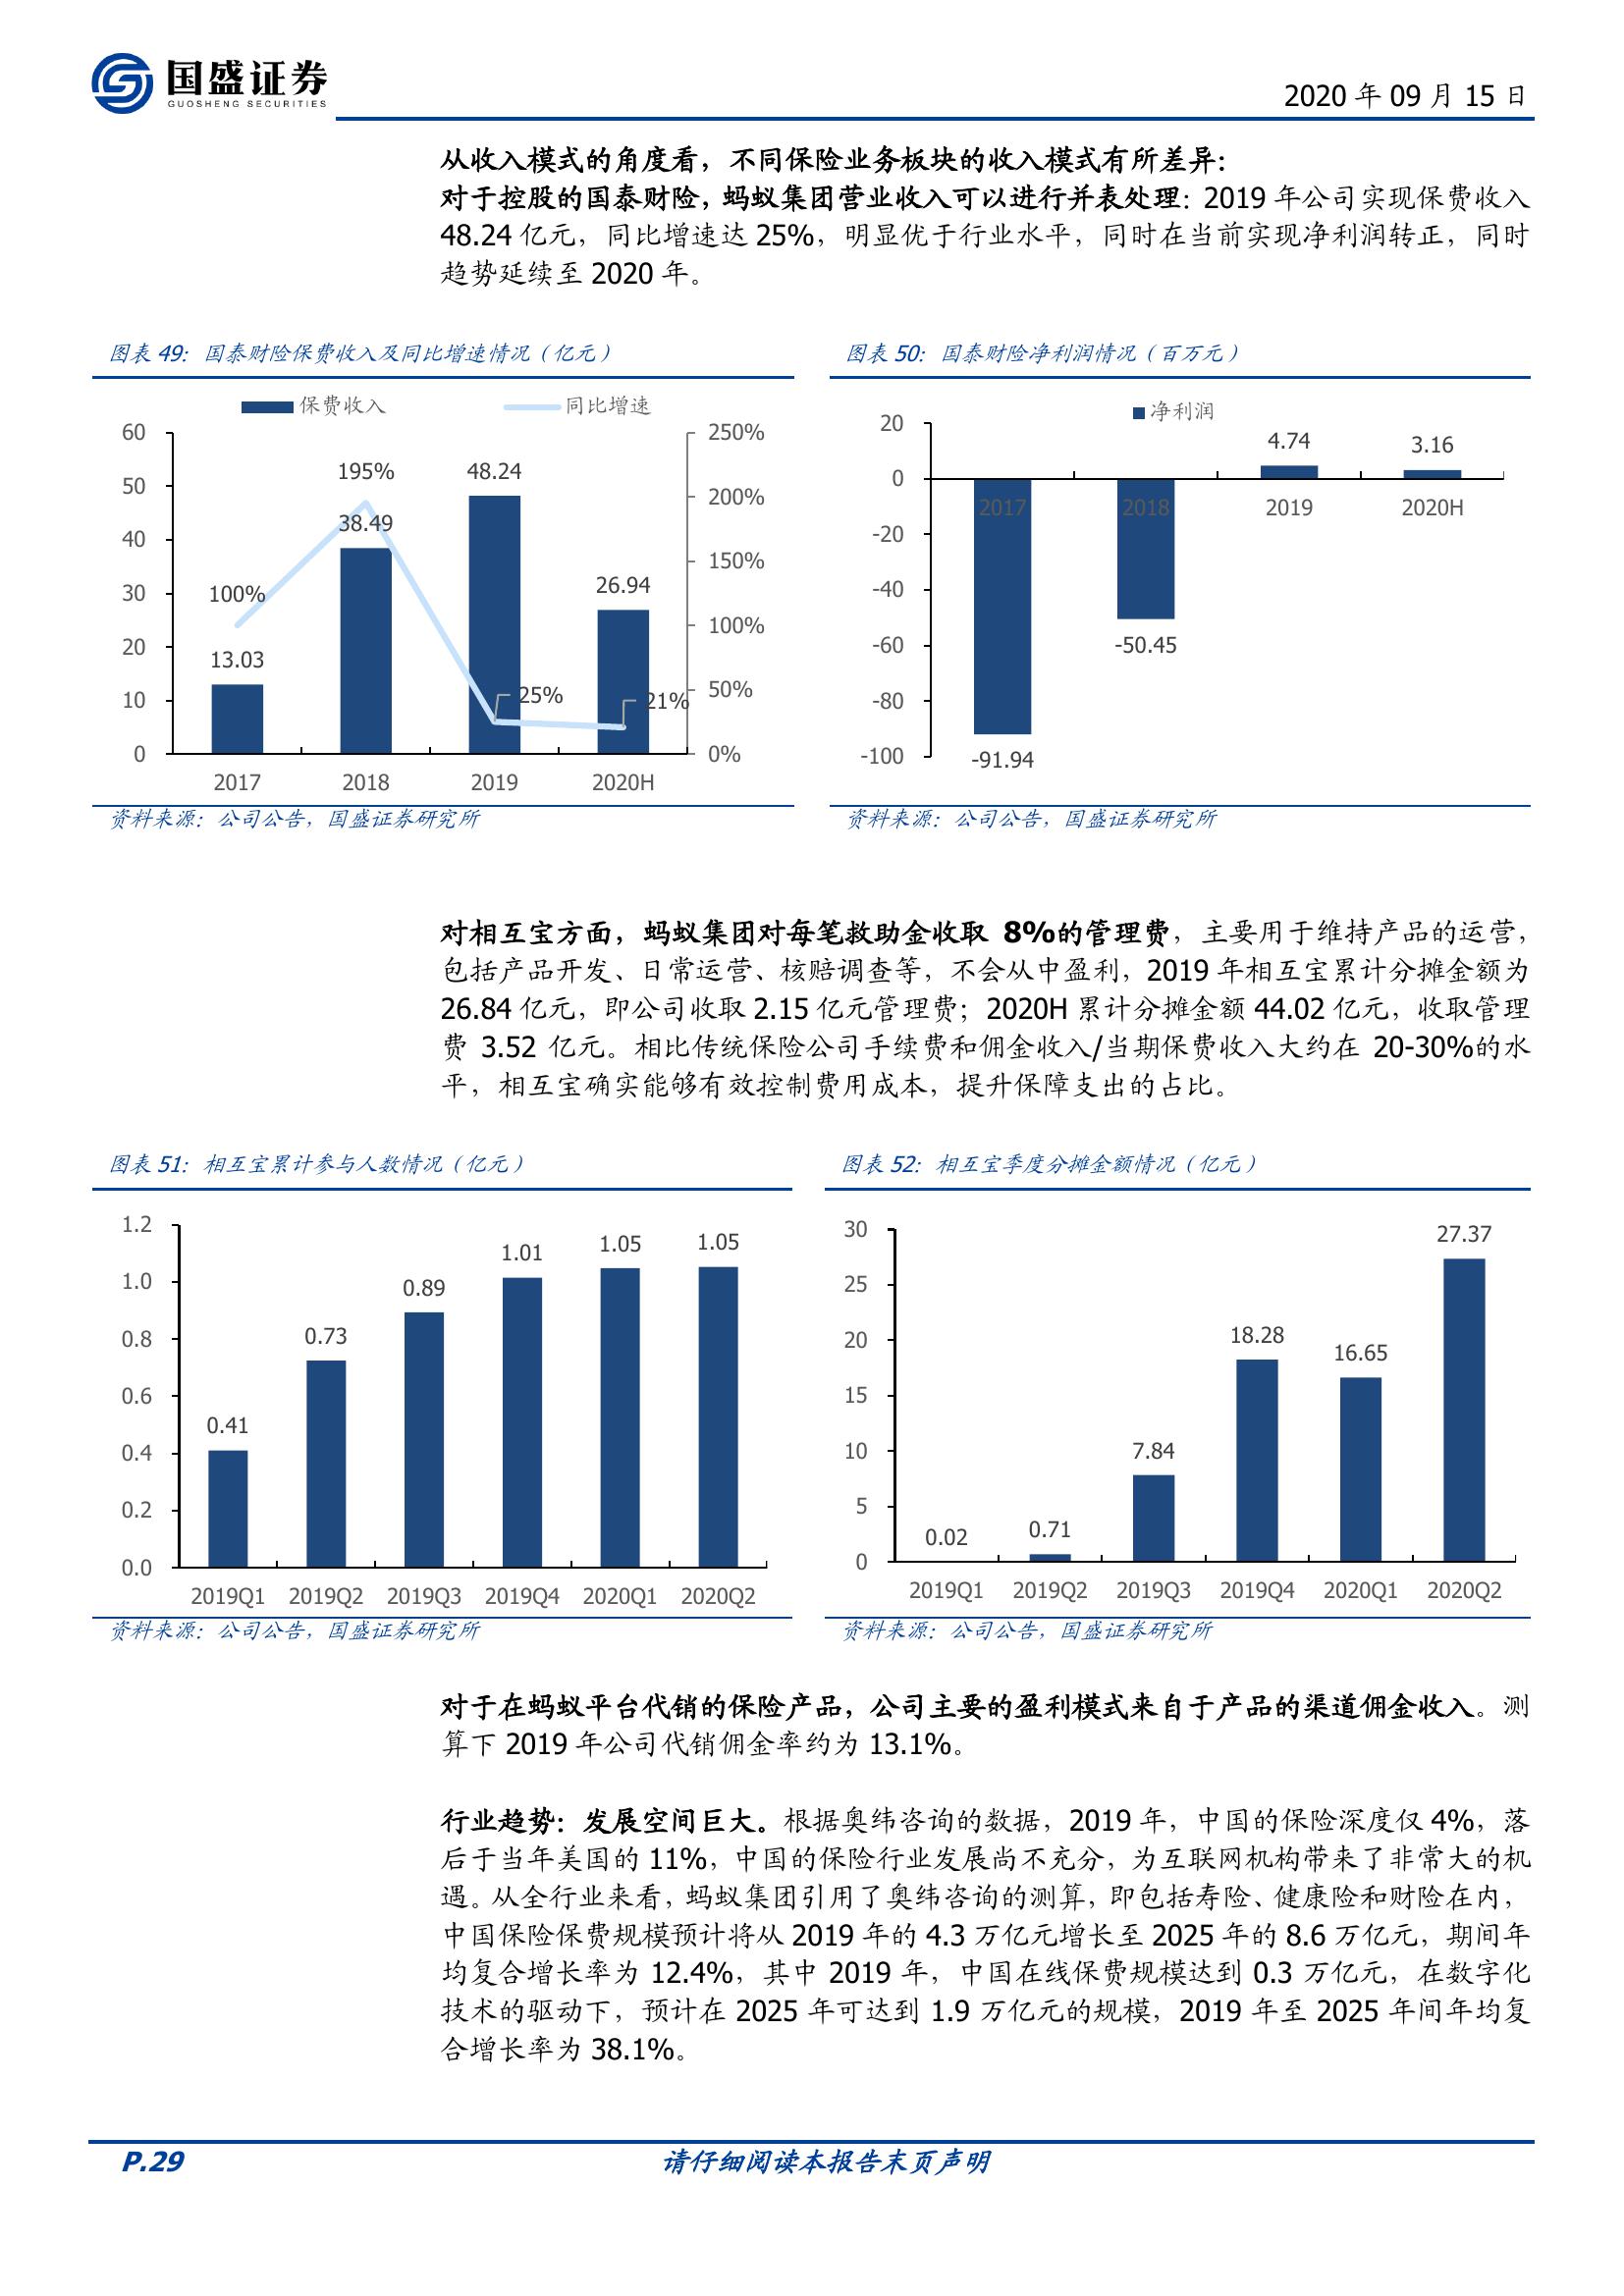 国盛证券
GUOSHENG SECURITIES
2020 年 09 月 15 日
从收入模式的角度看，不同保险业务板块的收入模式有所差异：
对于控股的国泰财险，蚂蚁集团营业收入可以进行并表处理：2019 年公司实现保费收入
48.24 亿元，同比增速达 25%，明显优于行业水平，同时在当前实现净利润转正，同时
趋势延续至 2020 年。
图表 49：国泰财险保费收入及同比增速情况（亿元）
保费收入 同比增速
60
50
40
30
20
10
0
250%
200%
150%
100%
50%
0%
100%
195%
25%
21%
13.03
38.49
48.24
26.94
2017 2018 2019 2020H
资料来源：公司公告，国盛证券研究所
图表 50：国泰财险净利润情况（百万元）
净利润
20
0
-20
-40
-60
-80
-100
4.74
3.16
2017 2018 2019 2020H
-50.45
-91.94
资料来源：公司公告，国盛证券研究所
对相互宝方面，蚂蚁集团对每笔救助金收取 8%的管理费，主要用于维持产品的运营，
包括产品开发、日常运营、核赔调查等，不会从中盈利，2019 年相互宝累计分摊金额为
26.84 亿元，即公司收取 2.15 亿元管理费；2020H 累计分摊金额 44.02 亿元，收取管理
费 3.52 亿元。相比传统保险公司手续费和佣金收入/当期保费收入大约在 20-30%的水
平，相互宝确实能够有效控制费用成本，提升保障支出的占比。
图表 51：相互宝累计参与人数情况（亿元）
1.2
1.0
0.8
0.6
0.4
0.2
0.0
0.41
0.73
0.89
1.01
1.05
1.05
2019Q1 2019Q2 2019Q3 2019Q4 2020Q1 2020Q2
资料来源：公司公告，国盛证券研究所
图表 52：相互宝季度分摊金额情况（亿元）
30
25
20
15
10
5
0
0.02
0.71
7.84
18.28
16.65
27.37
2019Q1 2019Q2 2019Q3 2019Q4 2020Q1 2020Q2
资料来源：公司公告，国盛证券研究所
对于在蚂蚁平台代销的保险产品，公司主要的盈利模式来自于产品的渠道佣金收入。测
算下 2019 年公司代销佣金率约为 13.1%。
行业趋势：发展空间巨大。根据奥纬咨询的数据，2019 年，中国的保险深度仅 4%，落
后于当年美国的 11%，中国的保险行业发展尚不充分，为互联网机构带来了非常大的机
遇。从全行业来看，蚂蚁集团引用了奥纬咨询的测算，即包括寿险、健康险和财险在内，
中国保险保费规模预计将从 2019 年的 4.3 万亿元增长至 2025 年的 8.6 万亿元，期间年
均复合增长率为 12.4%，其中 2019 年，中国在线保费规模达到 0.3 万亿元，在数字化
技术的驱动下，预计在 2025 年可达到 1.9 万亿元的规模，2019 年至 2025 年间年均复
合增长率为 38.1%。
P.29
请仔细阅读本报告末页声明